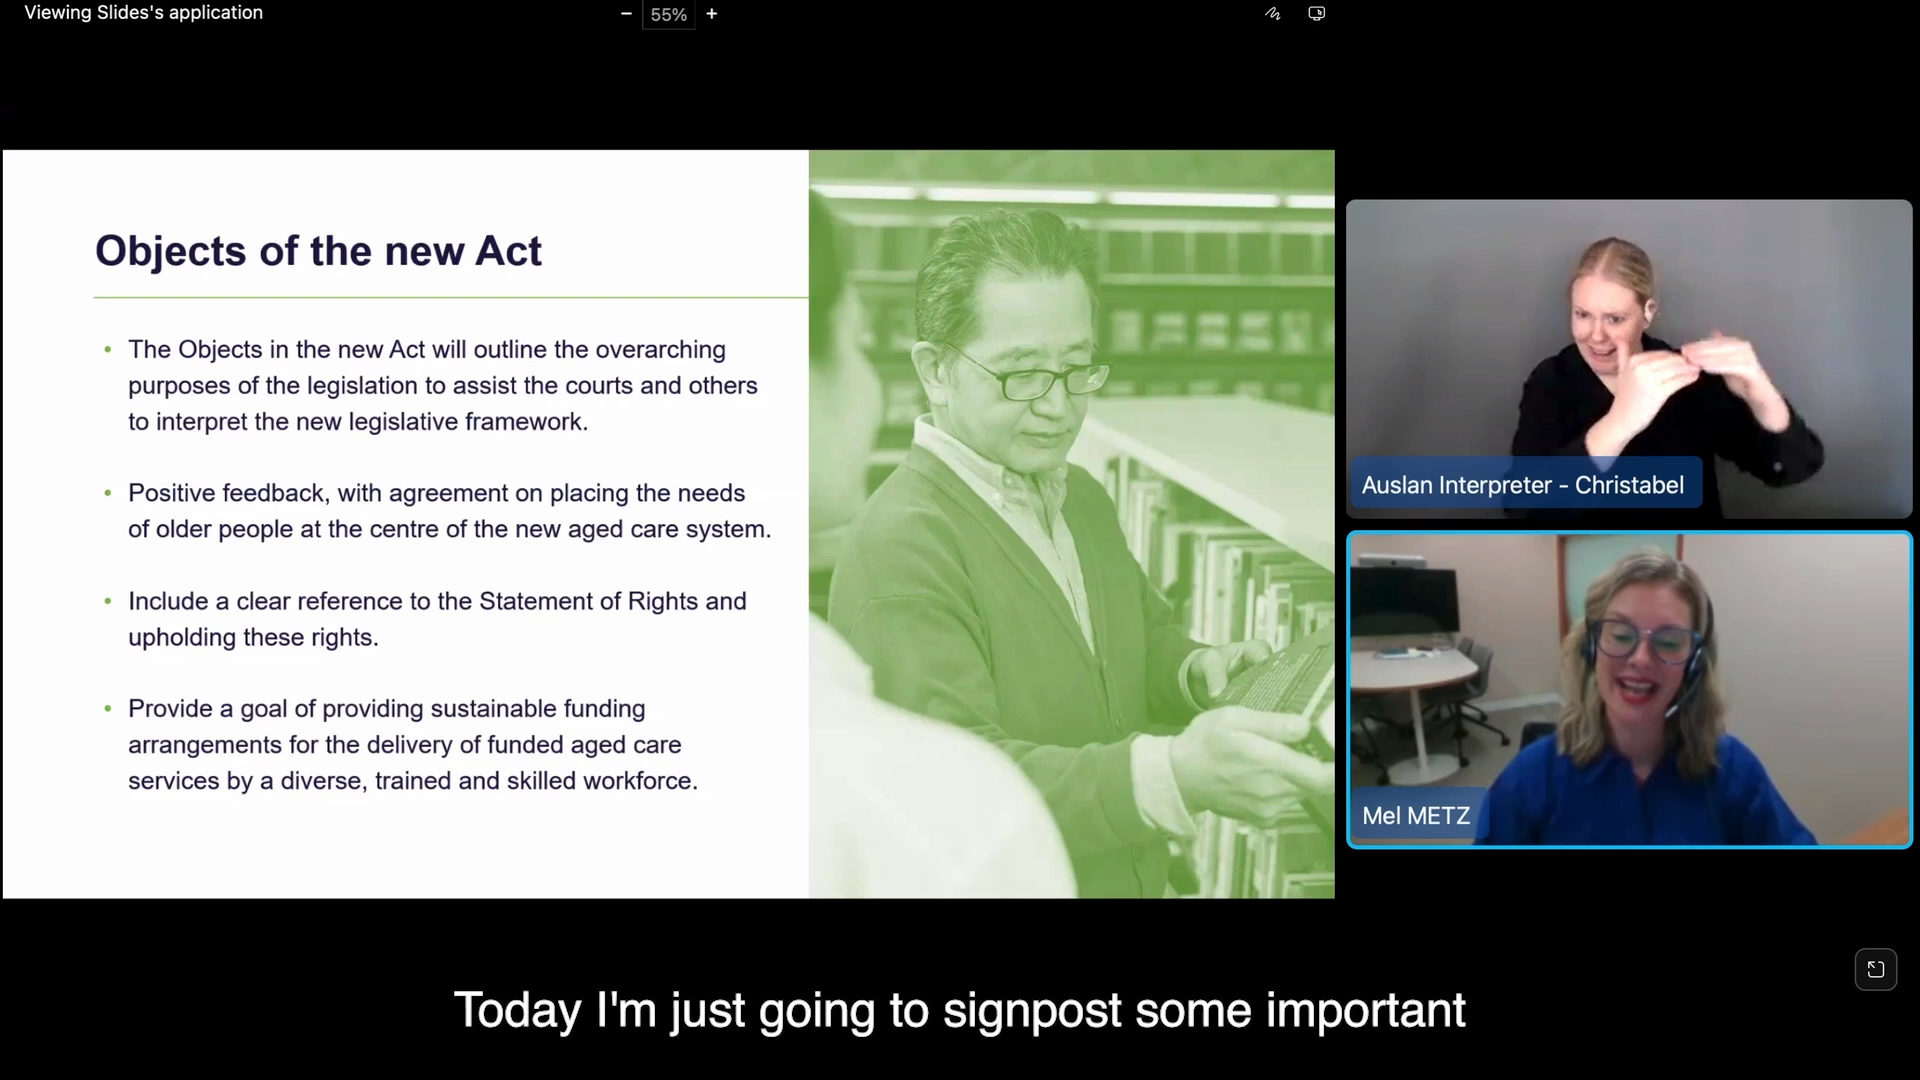 Viewing Slides's application
− 55% +
Objects of the new Act
• The Objects in the new Act will outline the overarching
purposes of the legislation to assist the courts and others
to interpret the new legislative framework.
• Positive feedback, with agreement on placing the needs
of older people at the centre of the new aged care system.
• Include a clear reference to the Statement of Rights and
upholding these rights.
• Provide a goal of providing sustainable funding
arrangements for the delivery of funded aged care
services by a diverse, trained and skilled workforce.
Auslan Interpreter - Christabel
Mel METZ
Today I'm just going to signpost some important